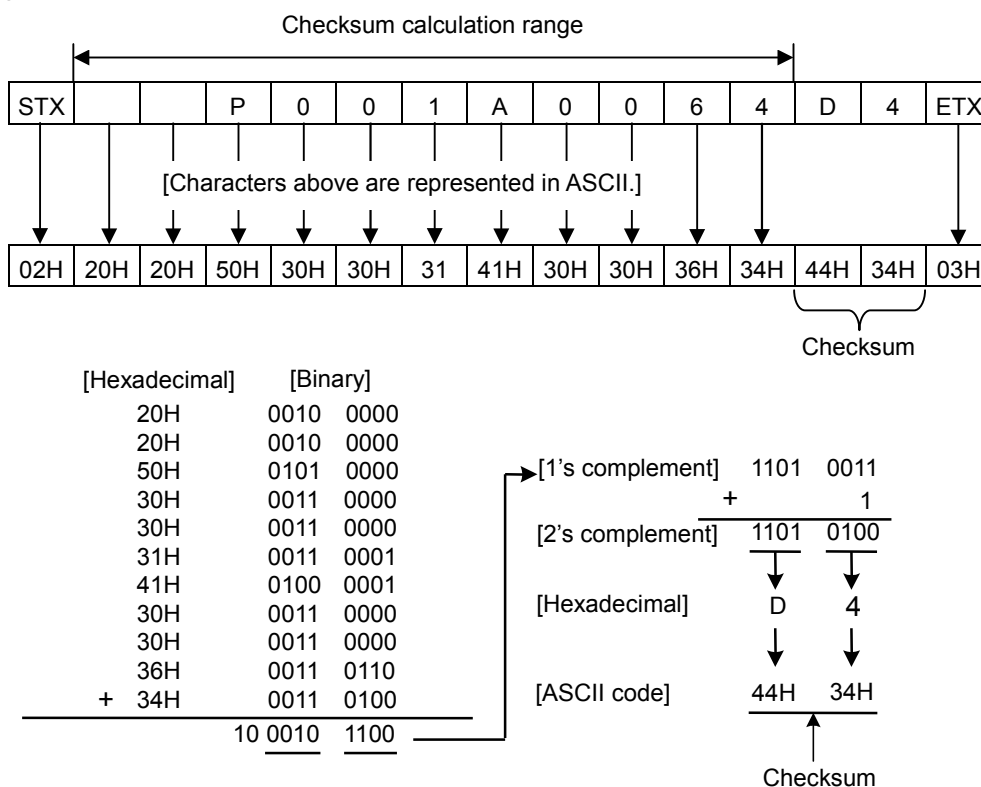 Checksum calculation range
STX P 0 0 1 A 0 0 6 4 D 4 ETX
[Characters above are represented in ASCII.]
02H 20H 20H 50H 30H 30H 31 41H 30H 30H 36H 34H 44H 34H 03H
Checksum
[Hexadecimal] [Binary]
20H 0010 0000
20H 0010 0000
50H 0101 0000
30H 0011 0000
30H 0011 0000
31H 0011 0001
41H 0100 0001
30H 0011 0000
30H 0011 0000
36H 0011 0110
+ 34H 0011 0100
10 0010 1100
[1's complement] 1101 0011
+ 1
[2's complement] 1101 0100
[Hexadecimal] D 4
[ASCII code] 44H 34H
Checksum